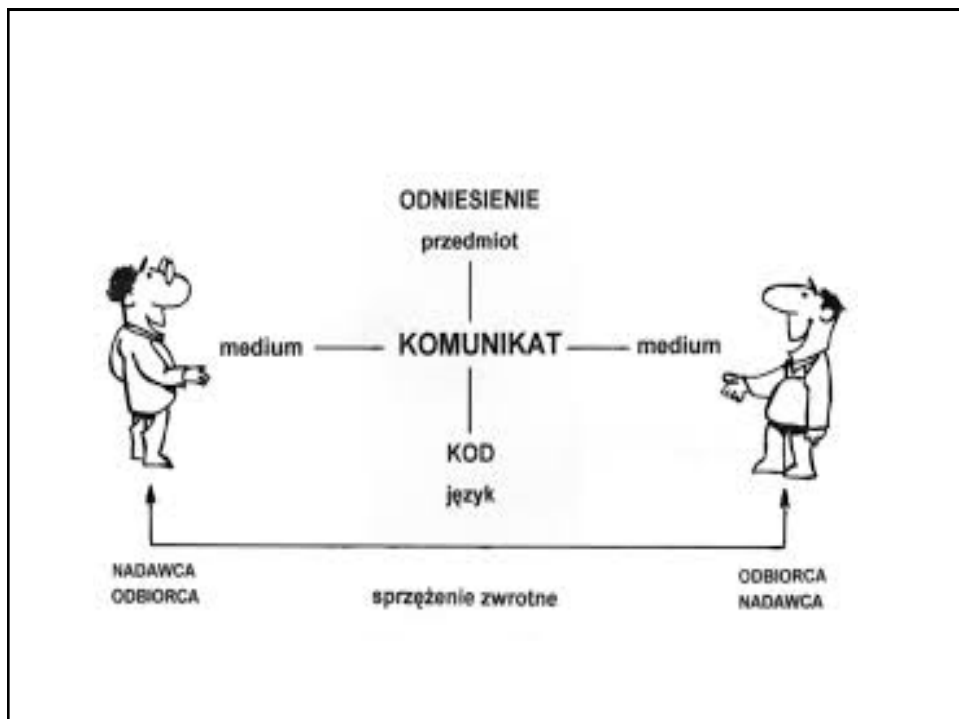 ODNIESIENIE
przedmiot
medium KOMUNIKAT medium
KOD
język
NADAWCA
ODBIORCA
sprzężenie zwrotne
ODBIORCA
NADAWCA